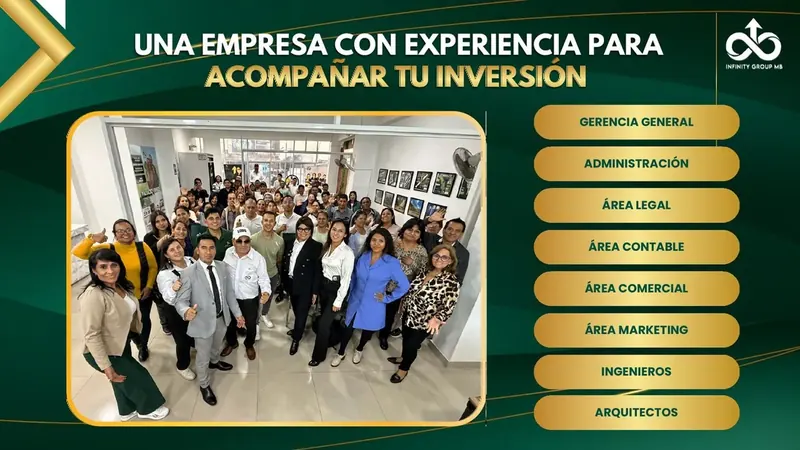 UNA EMPRESA CON EXPERIENCIA PARA
ACOMPAÑAR TU INVERSIÓN
INFINITY GROUP MB
GERENCIA GENERAL
ADMINISTRACIÓN
ÁREA LEGAL
ÁREA CONTABLE
ÁREA COMERCIAL
ÁREA MARKETING
INGENIEROS
ARQUITECTOS